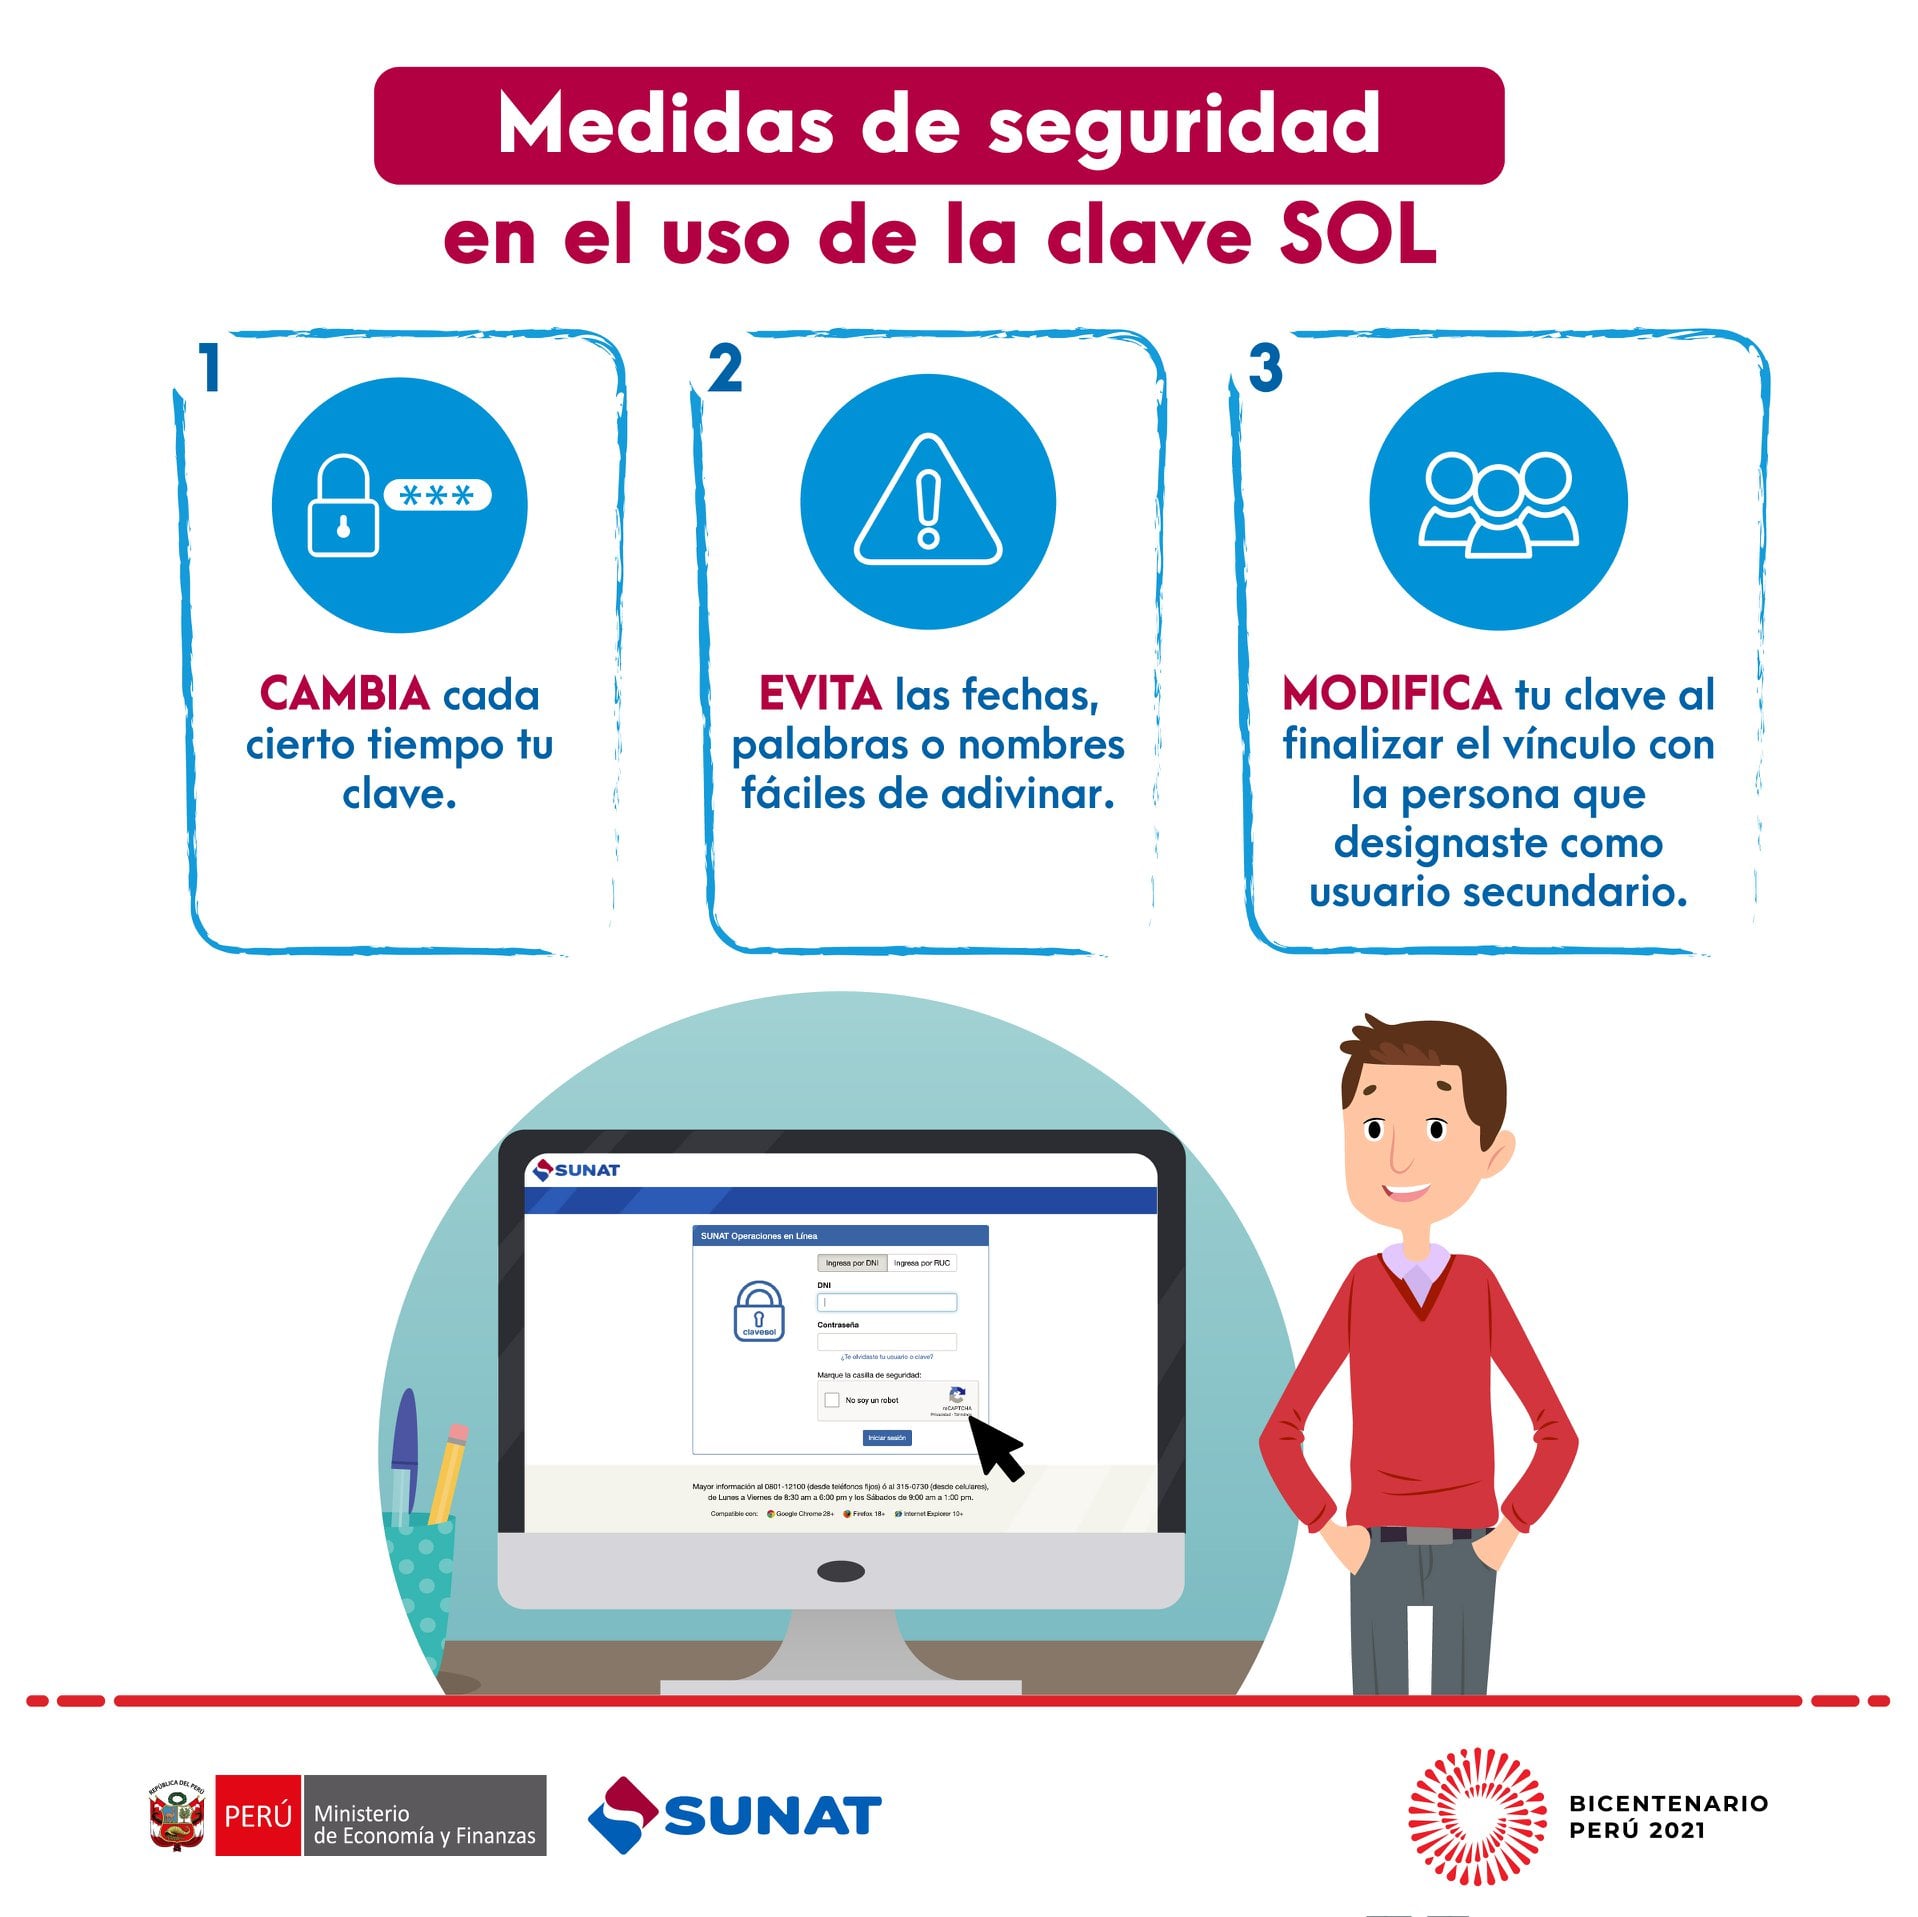 Medidas de seguridad
en el uso de la clave SOL
1
CAMBIA cada
cierto tiempo tu
clave.
2
EVITA las fechas,
palabras o nombres
fáciles de adivinar.
3
MODIFICA tu clave al
finalizar el vínculo con
la persona que
designaste como
usuario secundario.
SUNAT
SUNAT Operaciones en Línea
Ingresa por DNI Ingresa por RUC
DNI
clavesol
Contraseña
¿Te olvidaste tu usuario o clave?
Marque la casilla de seguridad:
No soy un robot
reCAPTCHA
Privacidad - Términos
Iniciar sesión
Mayor información al 0801-12100 (desde teléfonos fijos) ó al 315-0730 (desde celulares),
de Lunes a Viernes de 8:30 am a 6:00 pm y los Sábados de 9:00 am a 1:00 pm.
Compatible con: Google Chrome 28+ Firefox 18+ Internet Explorer 10+
REPÚBLICA DEL PERÚ
PERÚ
Ministerio
de Economía y Finanzas
SUNAT
BICENTENARIO
PERÚ 2021